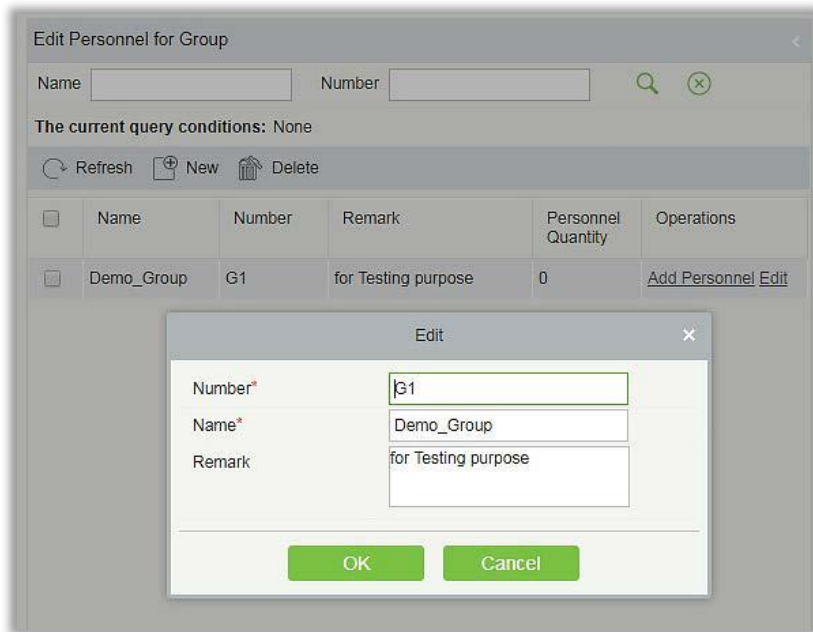 Edit Personnel for Group
Name Number
The current query conditions: None
Refresh New Delete
Name Number Remark Personnel Quantity Operations
Demo_Group G1 for Testing purpose 0 Add Personnel Edit
Edit
Number* G1
Name* Demo_Group
Remark for Testing purpose
OK Cancel